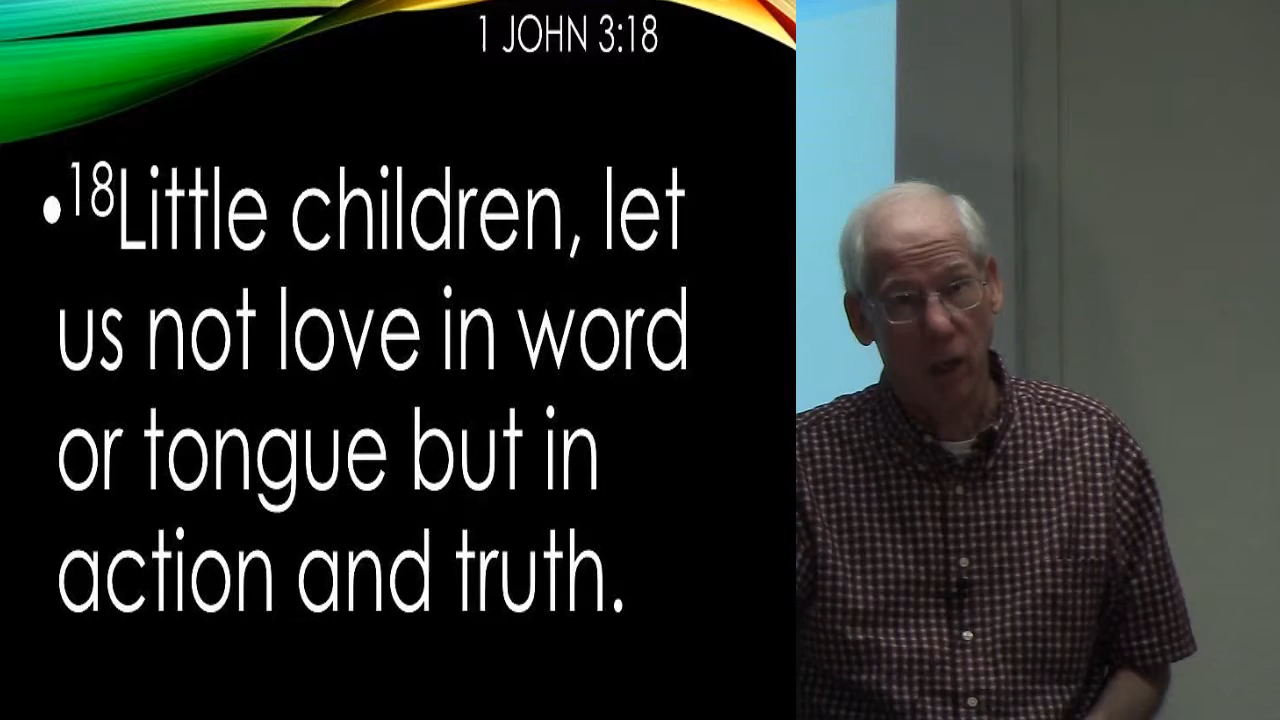 1 JOHN 3:18
•18Little children, let
us not love in word
or tongue but in
action and truth.